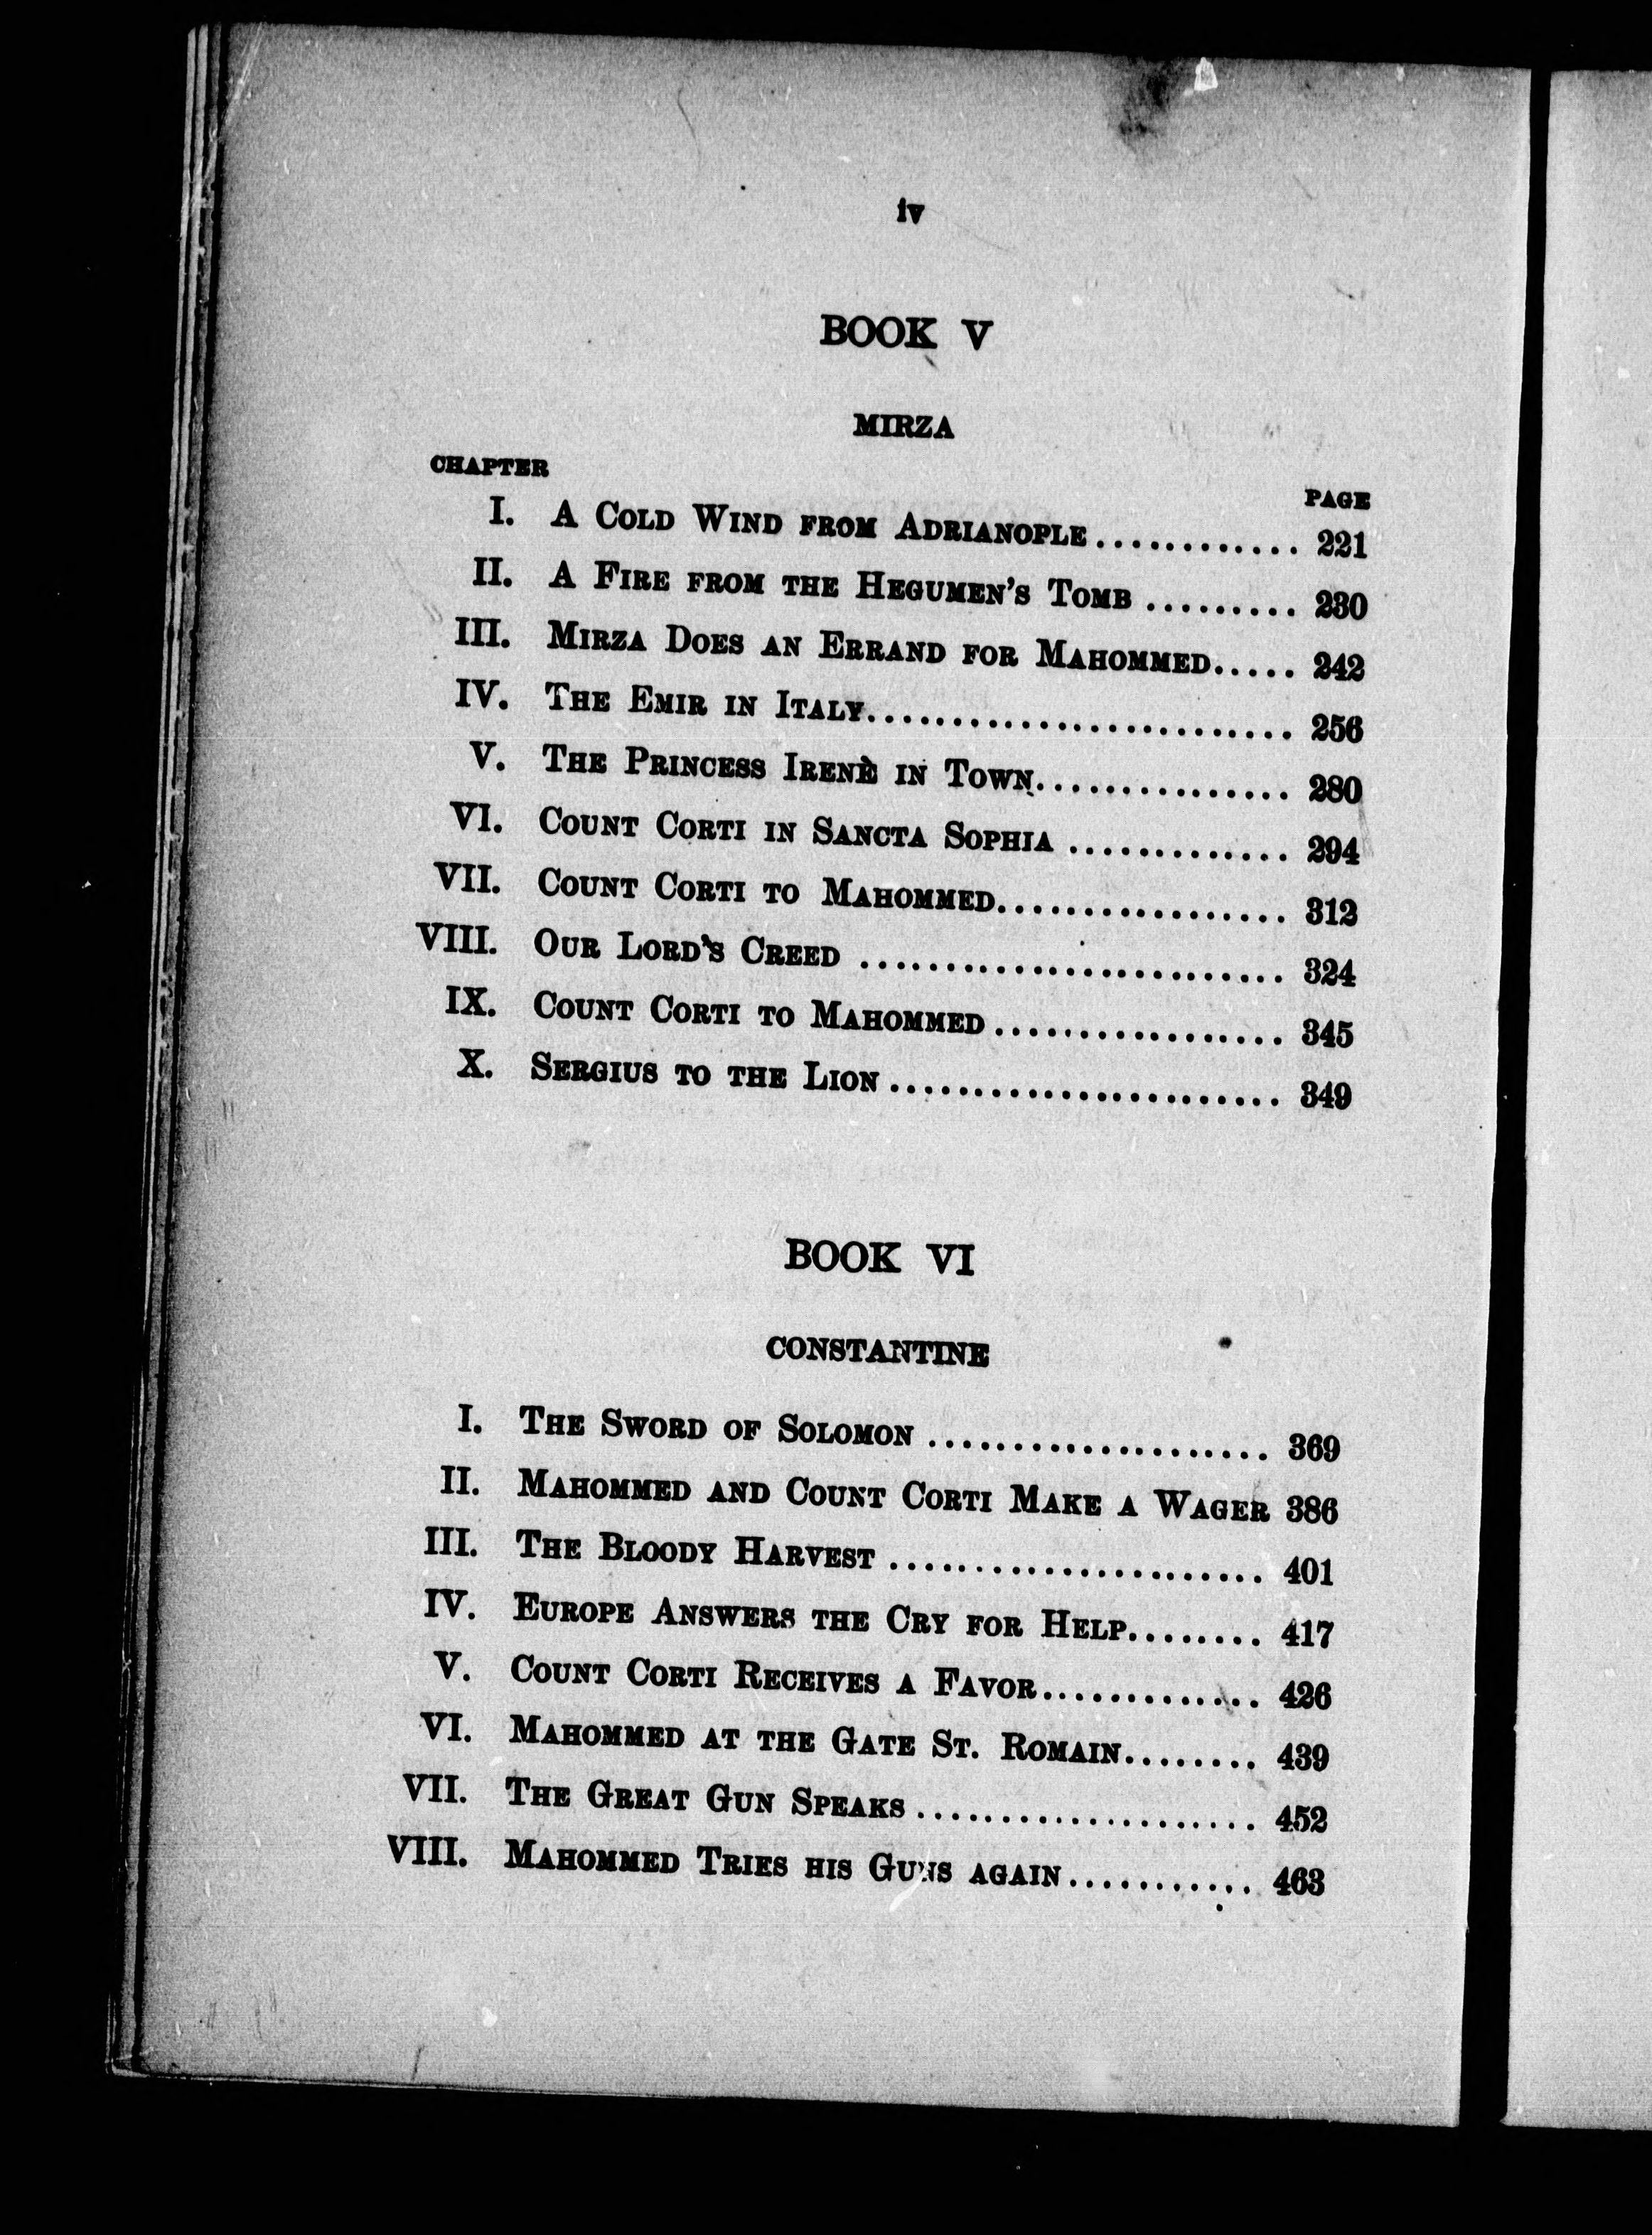 iv
BOOK V
MIRZA
CHAPTER
PAGE
I. A COLD WIND FROM ADRIANOPLE............ 221
II. A FIRE FROM THE HEGUMEN'S TOMB ......... 230
III. MIRZA DOES AN ERRAND FOR MAHOMMED..... 242
IV. THE EMIR IN ITALY......................... 256
V. THE PRINCESS IRENÈ IN TOWN............... 280
VI. COUNT CORTI IN SANCTA SOPHIA ............. 294
VII. COUNT CORTI TO MAHOMMED................. 312
VIII. OUR LORD'S CREED ......................... 324
IX. COUNT CORTI TO MAHOMMED ................. 345
X. SERGIUS TO THE LION ....................... 349
BOOK VI
CONSTANTINE
I. THE SWORD OF SOLOMON .................... 369
II. MAHOMMED AND COUNT CORTI MAKE A WAGER 386
III. THE BLOODY HARVEST ...................... 401
IV. EUROPE ANSWERS THE CRY FOR HELP........ 417
V. COUNT CORTI RECEIVES A FAVOR............. 426
VI. MAHOMMED AT THE GATE ST. ROMAIN........ 439
VII. THE GREAT GUN SPEAKS .................... 452
VIII. MAHOMMED TRIES HIS GUNS AGAIN........... 463